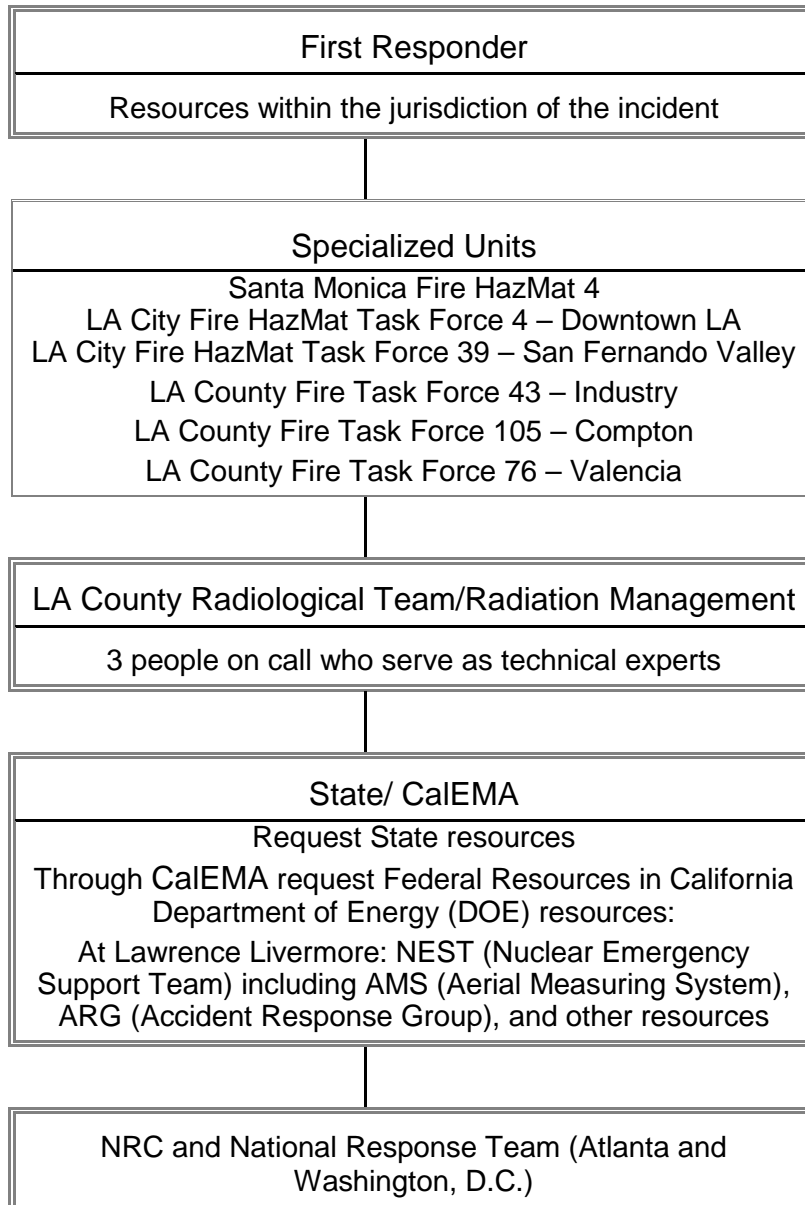 First Responder
Resources within the jurisdiction of the incident
Specialized Units
Santa Monica Fire HazMat 4
LA City Fire HazMat Task Force 4 – Downtown LA
LA City Fire HazMat Task Force 39 – San Fernando Valley
LA County Fire Task Force 43 – Industry
LA County Fire Task Force 105 – Compton
LA County Fire Task Force 76 – Valencia
LA County Radiological Team/Radiation Management
3 people on call who serve as technical experts
State/ CalEMA
Request State resources
Through CalEMA request Federal Resources in California
Department of Energy (DOE) resources:
At Lawrence Livermore: NEST (Nuclear Emergency
Support Team) including AMS (Aerial Measuring System),
ARG (Accident Response Group), and other resources
NRC and National Response Team (Atlanta and
Washington, D.C.)